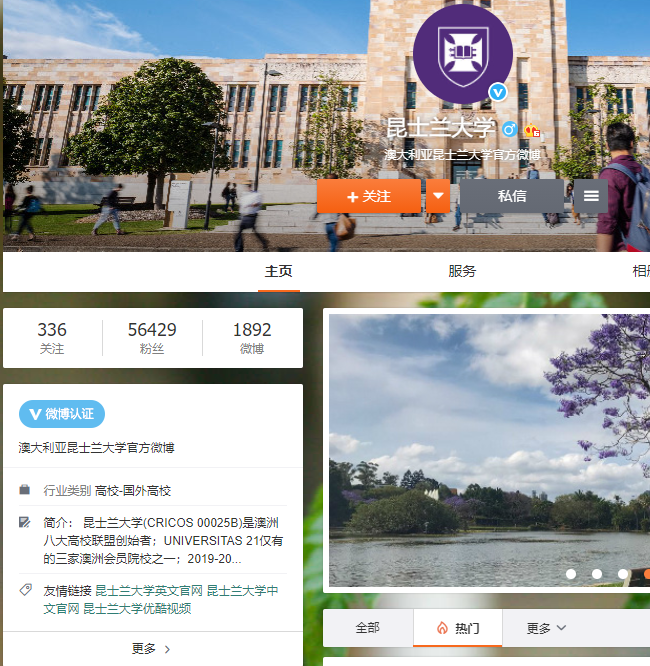 昆士兰大学
澳大利亚昆士兰大学官方微博
+ 关注
私信
主页 服务
336 56429 1892
关注 粉丝 微博
微博认证
澳大利亚昆士兰大学官方微博
行业类别 高校-国外高校
简介： 昆士兰大学(CRICOS 00025B)是澳洲
八大高校联盟创始者；UNIVERSITAS 21仅有
的三家澳洲会员院校之一；2019-20...
友情链接 昆士兰大学英文官网 昆士兰大学中
文官网 昆士兰大学优酷视频
更多
全部 热门 更多